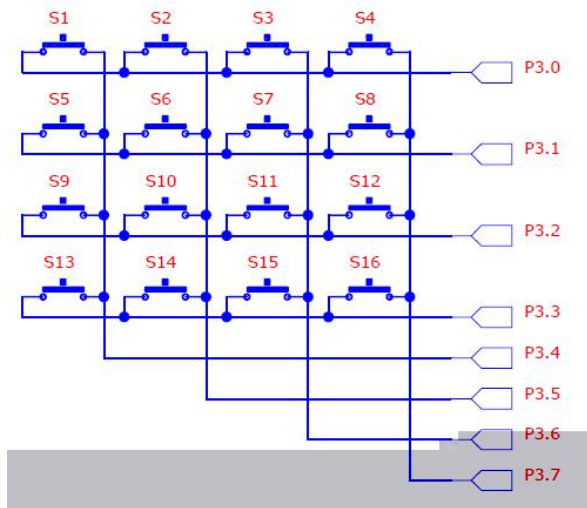 S1 S2 S3 S4
P3.0
S5 S6 S7 S8
P3.1
S9 S10 S11 S12
P3.2
S13 S14 S15 S16
P3.3
P3.4
P3.5
P3.6
P3.7